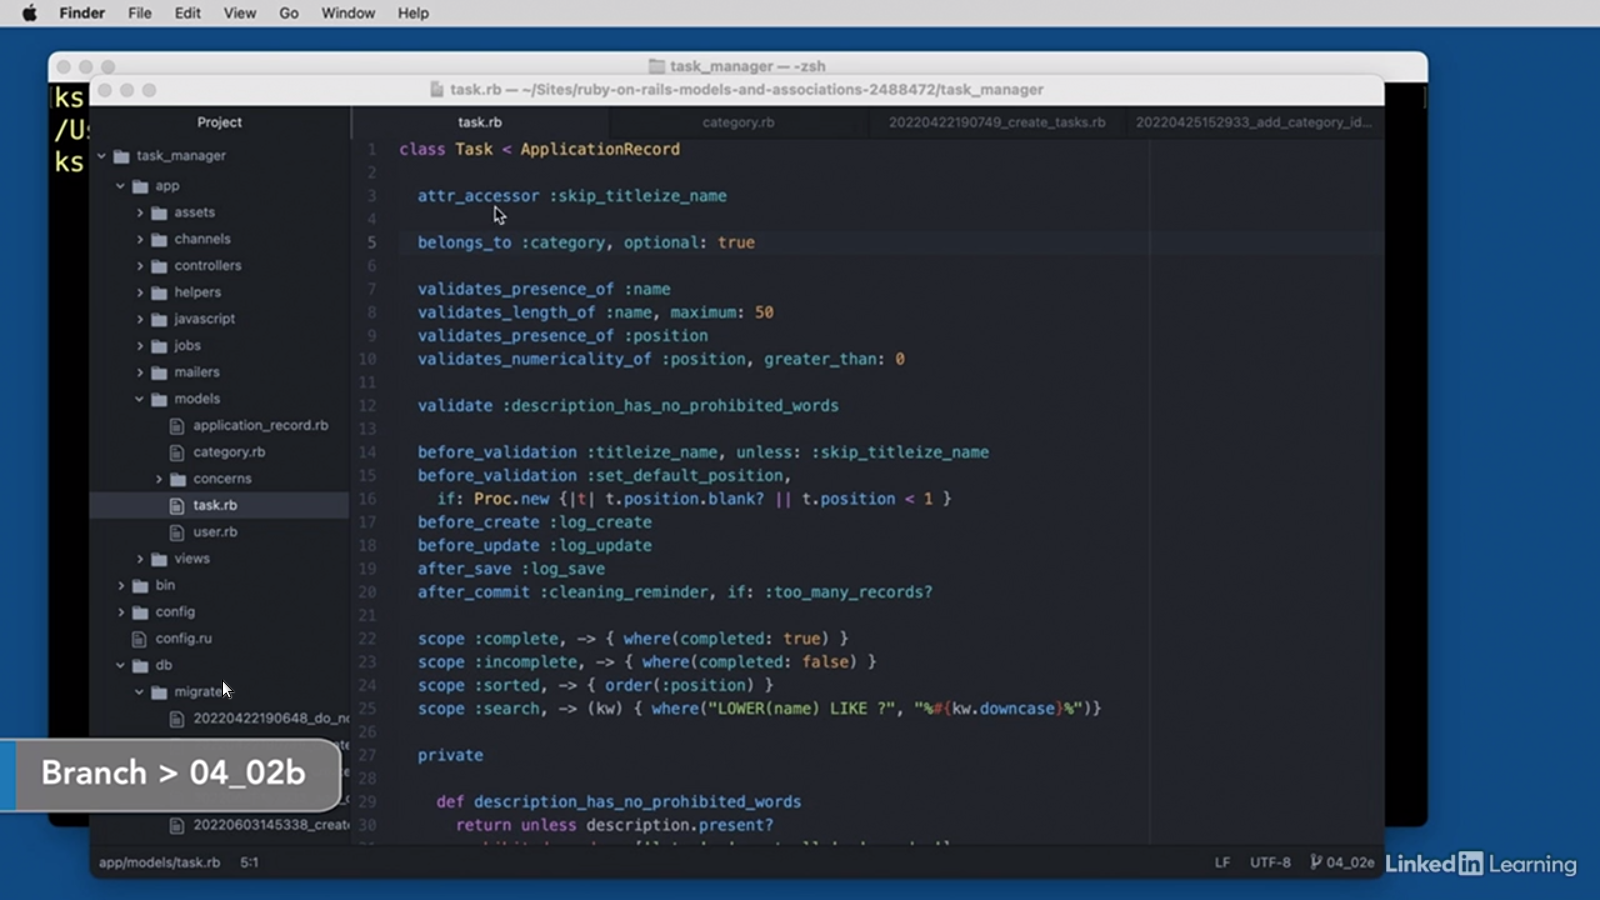 Finder File Edit View Go Window Help
task_manager — -zsh
ks
/Us
ks
task.rb — ~/Sites/ruby-on-rails-models-and-associations-2488472/task_manager
Project
task_manager
app
assets
channels
controllers
helpers
javascript
jobs
mailers
models
application_record.rb
category.rb
concerns
task.rb
user.rb
views
bin
config
config.ru
db
migrate
20220422190648_do_no
20220603145338_create
task.rb category.rb 20220422190749_create_tasks.rb 20220425152933_add_category_id...
1 class Task < ApplicationRecord
2
3 attr_accessor :skip_titleize_name
4
5 belongs_to :category, optional: true
6
7 validates_presence_of :name
8 validates_length_of :name, maximum: 50
9 validates_presence_of :position
10 validates_numericality_of :position, greater_than: 0
11
12 validate :description_has_no_prohibited_words
13
14 before_validation :titleize_name, unless: :skip_titleize_name
15 before_validation :set_default_position,
16 if: Proc.new {|t| t.position.blank? || t.position < 1 }
17 before_create :log_create
18 before_update :log_update
19 after_save :log_save
20 after_commit :cleaning_reminder, if: :too_many_records?
21
22 scope :complete, -> { where(completed: true) }
23 scope :incomplete, -> { where(completed: false) }
24 scope :sorted, -> { order(:position) }
25 scope :search, -> (kw) { where("LOWER(name) LIKE ?", "%#{kw.downcase}%")}
26
27 private
28
29 def description_has_no_prohibited_words
30 return unless description.present?
Branch > 04_02b
app/models/task.rb 5:1
LF UTF-8 04_02e
LinkedIn Learning